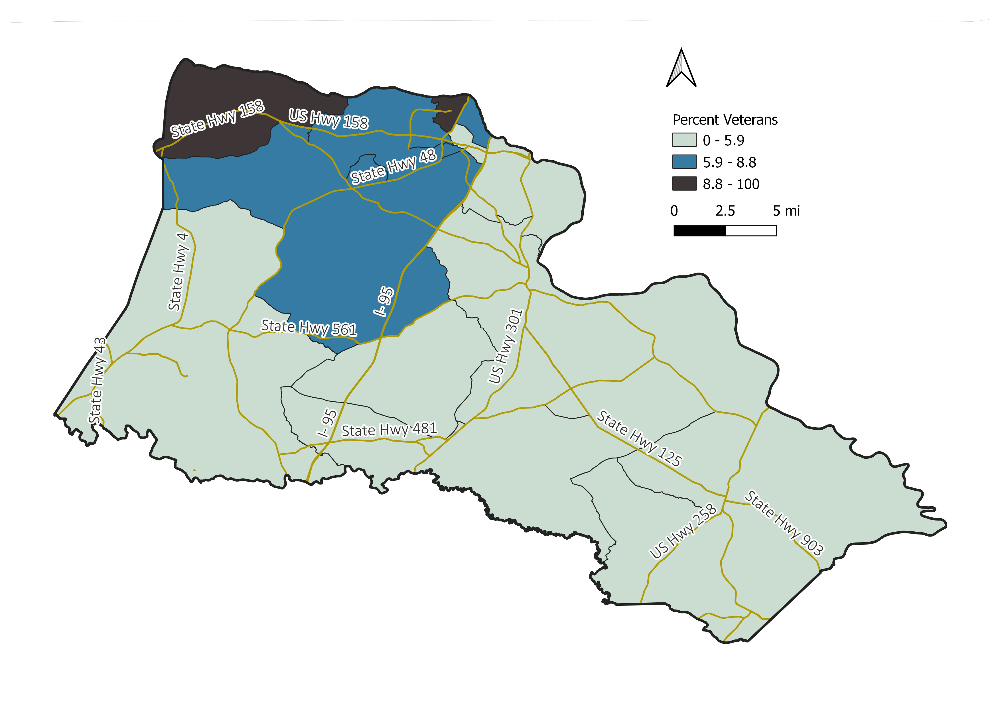 State Hwy 158
US Hwy 158
Percent Veterans
0 - 5.9
5.9 - 8.8
8.8 - 100
0 2.5 5 mi
State Hwy 48
State Hwy 4
I- 95
State Hwy 561
US Hwy 301
State Hwy 43
I- 95
State Hwy 481
State Hwy 125
US Hwy 258
State Hwy 903